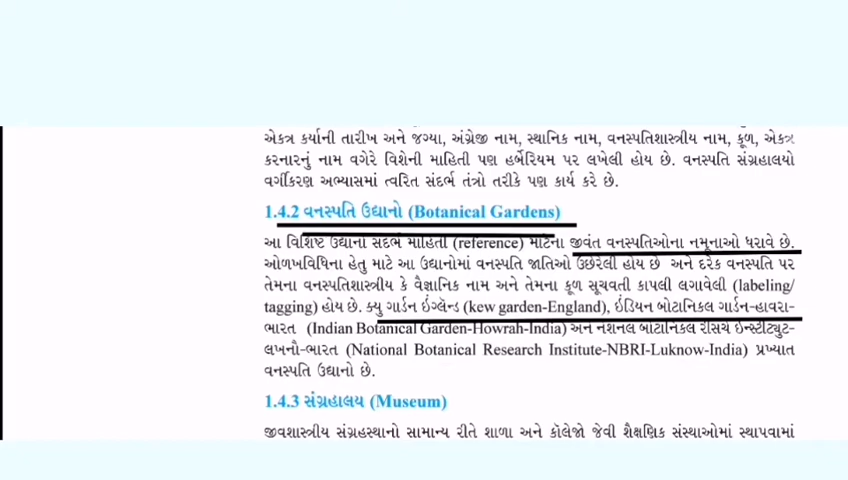 એકત્ર કર્યાની તારીખ અને જગ્યા, અંગ્રેજી નામ, સ્થાનિક નામ, વનસ્પતિશાસ્ત્રીય નામ, કૂળ, એકત્ર
કરનારનું નામ વગેરે વિશેની માહિતી પણ હર્બેરિયમ પર લખેલી હોય છે. વનસ્પતિ સંગ્રહાલયો
વર્ગીકરણ અભ્યાસમાં ત્વરિત સંદર્ભ તંત્રો તરીકે પણ કાર્ય કરે છે.
1.4.2 વનસ્પતિ ઉદ્યાનો (Botanical Gardens)
આ વિશિષ્ટ ઉદ્યાનો સંદર્ભ માહિતી (reference) માટેના જીવંત વનસ્પતિઓના નમૂનાઓ ધરાવે છે.
ઓળખવિધિના હેતુ માટે આ ઉદ્યાનોમાં વનસ્પતિ જાતિઓ ઉછેરેલી હોય છે અને દરેક વનસ્પતિ પર
તેમના વનસ્પતિશાસ્ત્રીય કે વૈજ્ઞાનિક નામ અને તેમના કૂળ સૂચવતી કાપલી લગાવેલી (labeling/
tagging) હોય છે. ક્યુ ગાર્ડન ઇંગ્લૅન્ડ (kew garden-England), ઇંડિયન બોટાનિકલ ગાર્ડન-હાવરા-
ભારત (Indian Botanical Garden-Howrah-India) અને નેશનલ બોટાનિકલ રીસર્ચ ઇન્સ્ટીટ્યુટ-
લખનૌ-ભારત (National Botanical Research Institute-NBRI-Luknow-India) પ્રખ્યાત
વનસ્પતિ ઉદ્યાનો છે.
1.4.3 સંગ્રહાલય (Museum)
જીવશાસ્ત્રીય સંગ્રહસ્થાનો સામાન્ય રીતે શાળા અને કૉલેજો જેવી શૈક્ષણિક સંસ્થાઓમાં સ્થાપવામાં